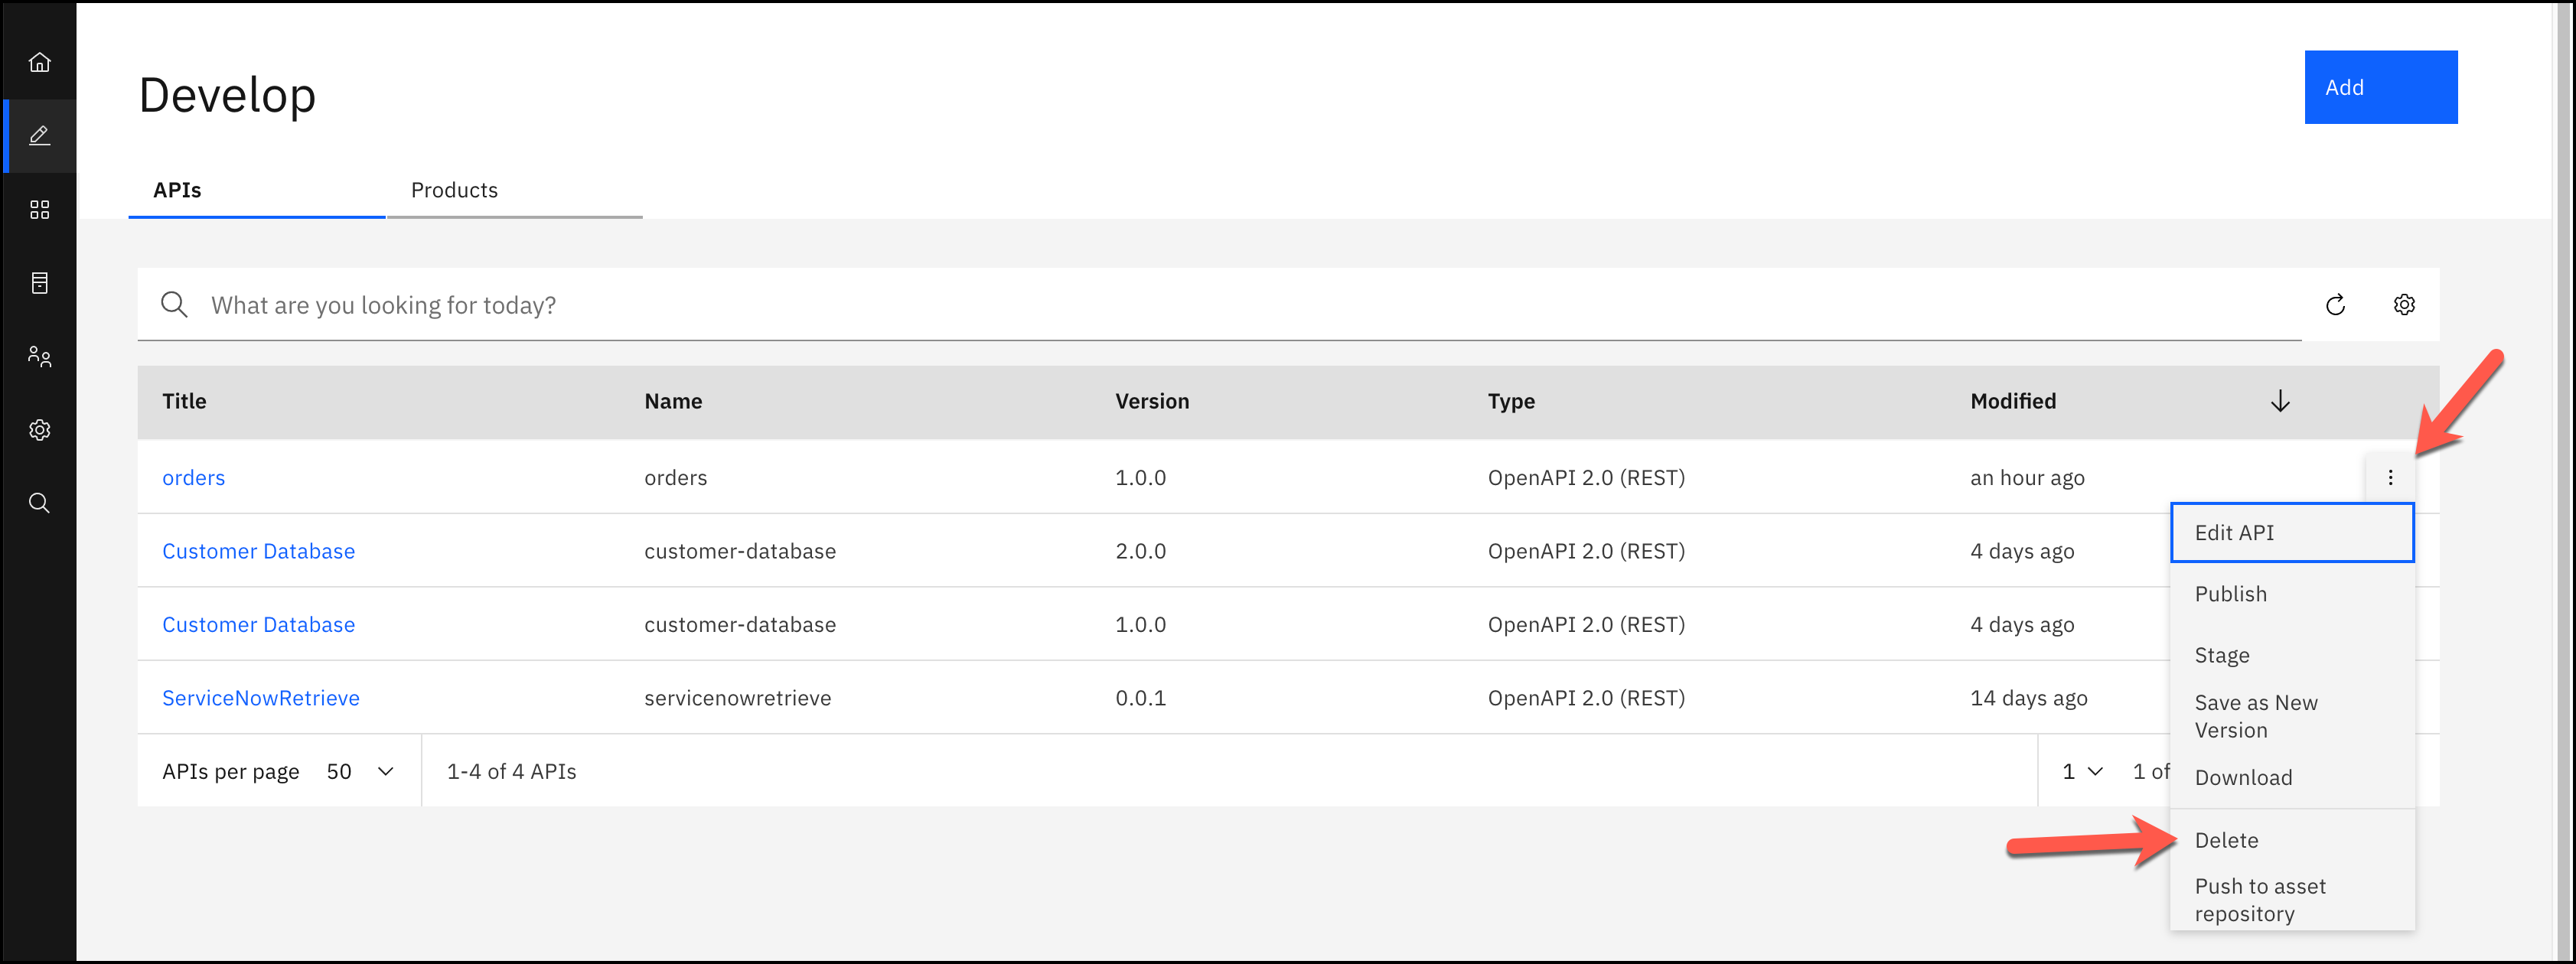 Develop
Add
APIs
Products
What are you looking for today?
Title Name Version Type Modified
orders orders 1.0.0 OpenAPI 2.0 (REST) an hour ago
Customer Database customer-database 2.0.0 OpenAPI 2.0 (REST) 4 days ago
Customer Database customer-database 1.0.0 OpenAPI 2.0 (REST) 4 days ago
ServiceNowRetrieve servicenowretrieve 0.0.1 OpenAPI 2.0 (REST) 14 days ago
APIs per page 50 1-4 of 4 APIs 1 1 of
Edit API
Publish
Stage
Save as New
Version
Download
Delete
Push to asset
repository